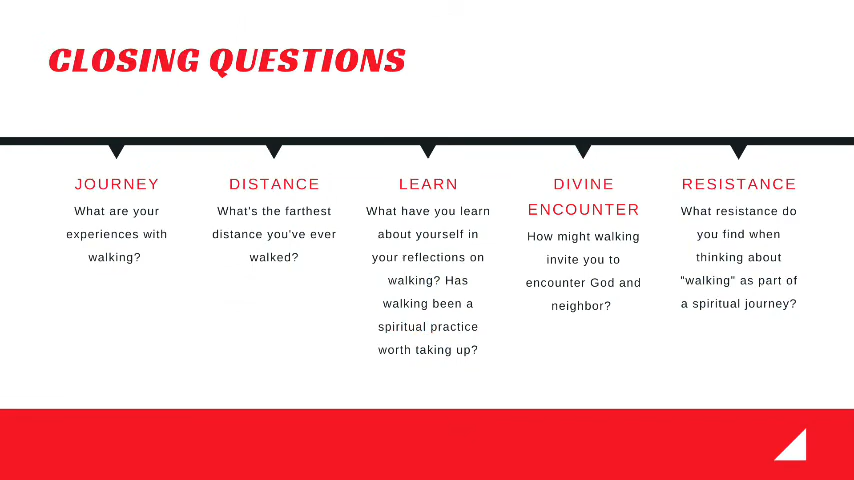 CLOSING QUESTIONS
JOURNEY
What are your
experiences with
walking?
DISTANCE
What's the farthest
distance you've ever
walked?
LEARN
What have you learn
about yourself in
your reflections on
walking? Has
walking been a
spiritual practice
worth taking up?
DIVINE
ENCOUNTER
How might walking
invite you to
encounter God and
neighbor?
RESISTANCE
What resistance do
you find when
thinking about
"walking" as part of
a spiritual journey?